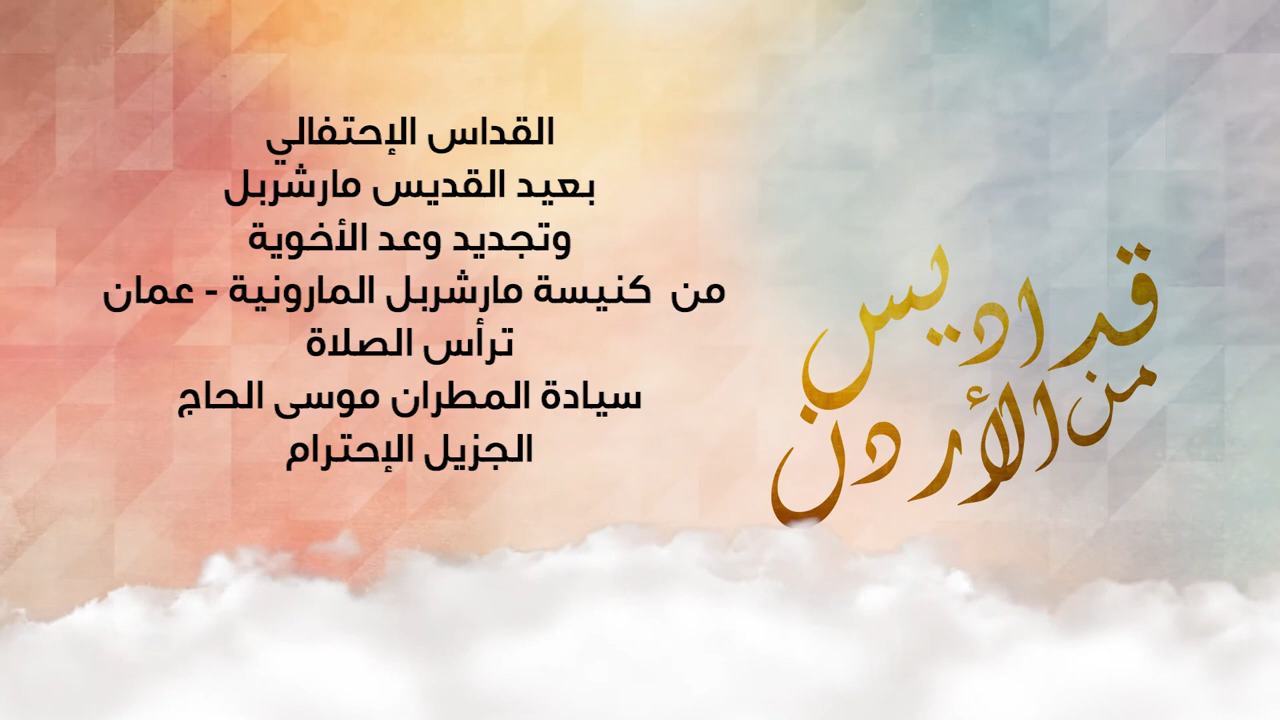 القداس الإحتفالي
بعيد القديس مارشربل
وتجديد وعد الأخوية
من كنيسة مارشربل المارونية - عمان
ترأس الصلاة
سيادة المطران موسى الحاج
الجزيل الإحترام
قداديس
من الأردن